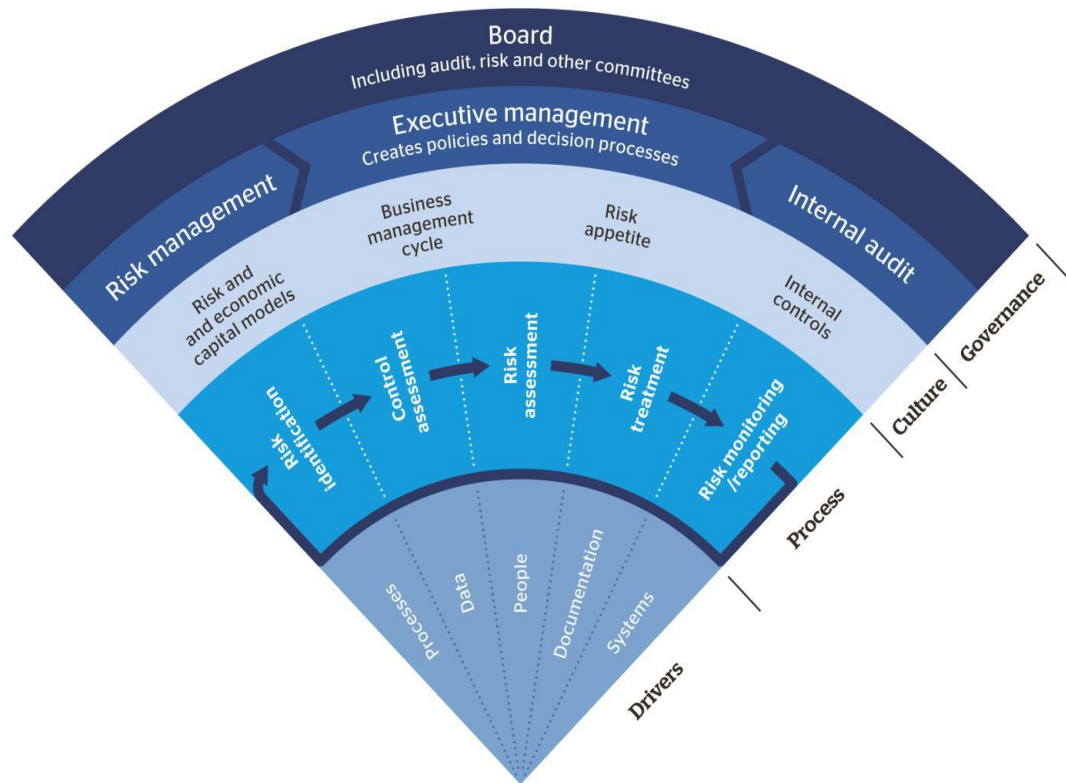 Board
Including audit, risk and other committees
Executive management
Creates policies and decision processes
Risk management
Internal audit
Risk and
and economic
capital models
Business
management
cycle
Risk
appetite
Internal
controls
Risk
identification
Control
assessment
Risk
assessment
Risk
treatment
Risk monitoring
/reporting
Processes
Data
People
Documentation
Systems
Governance
Culture
Process
Drivers